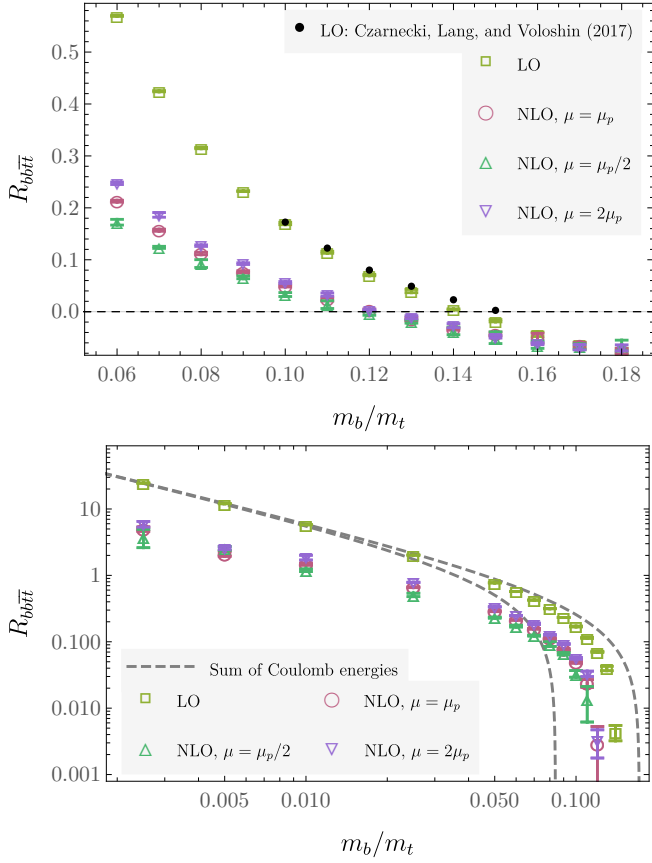 LO: Czarnecki, Lang, and Voloshin (2017)
LO
NLO, μ = μ_p
NLO, μ = μ_p/2
NLO, μ = 2μ_p
0.5
0.4
0.3
0.2
0.1
0.0
R_{bb\overline{tt}}
0.06 0.08 0.10 0.12 0.14 0.16 0.18
m_b/m_t
10
1
0.100
0.010
0.001
R_{bb\overline{tt}}
Sum of Coulomb energies
LO NLO, μ = μ_p
NLO, μ = μ_p/2 NLO, μ = 2μ_p
0.005 0.010 0.050 0.100
m_b/m_t